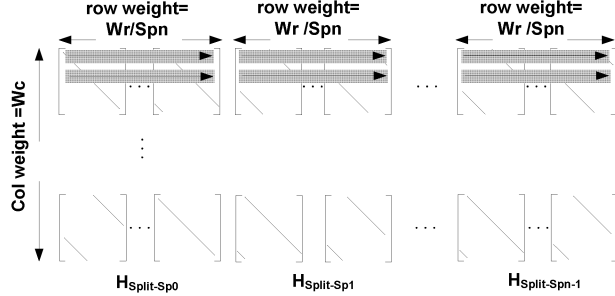 row weight=
Wr/Spn
row weight=
Wr /Spn
row weight=
Wr /Spn
Col weight =Wc
HSplit-Sp0
HSplit-Sp1
HSplit-Spn-1